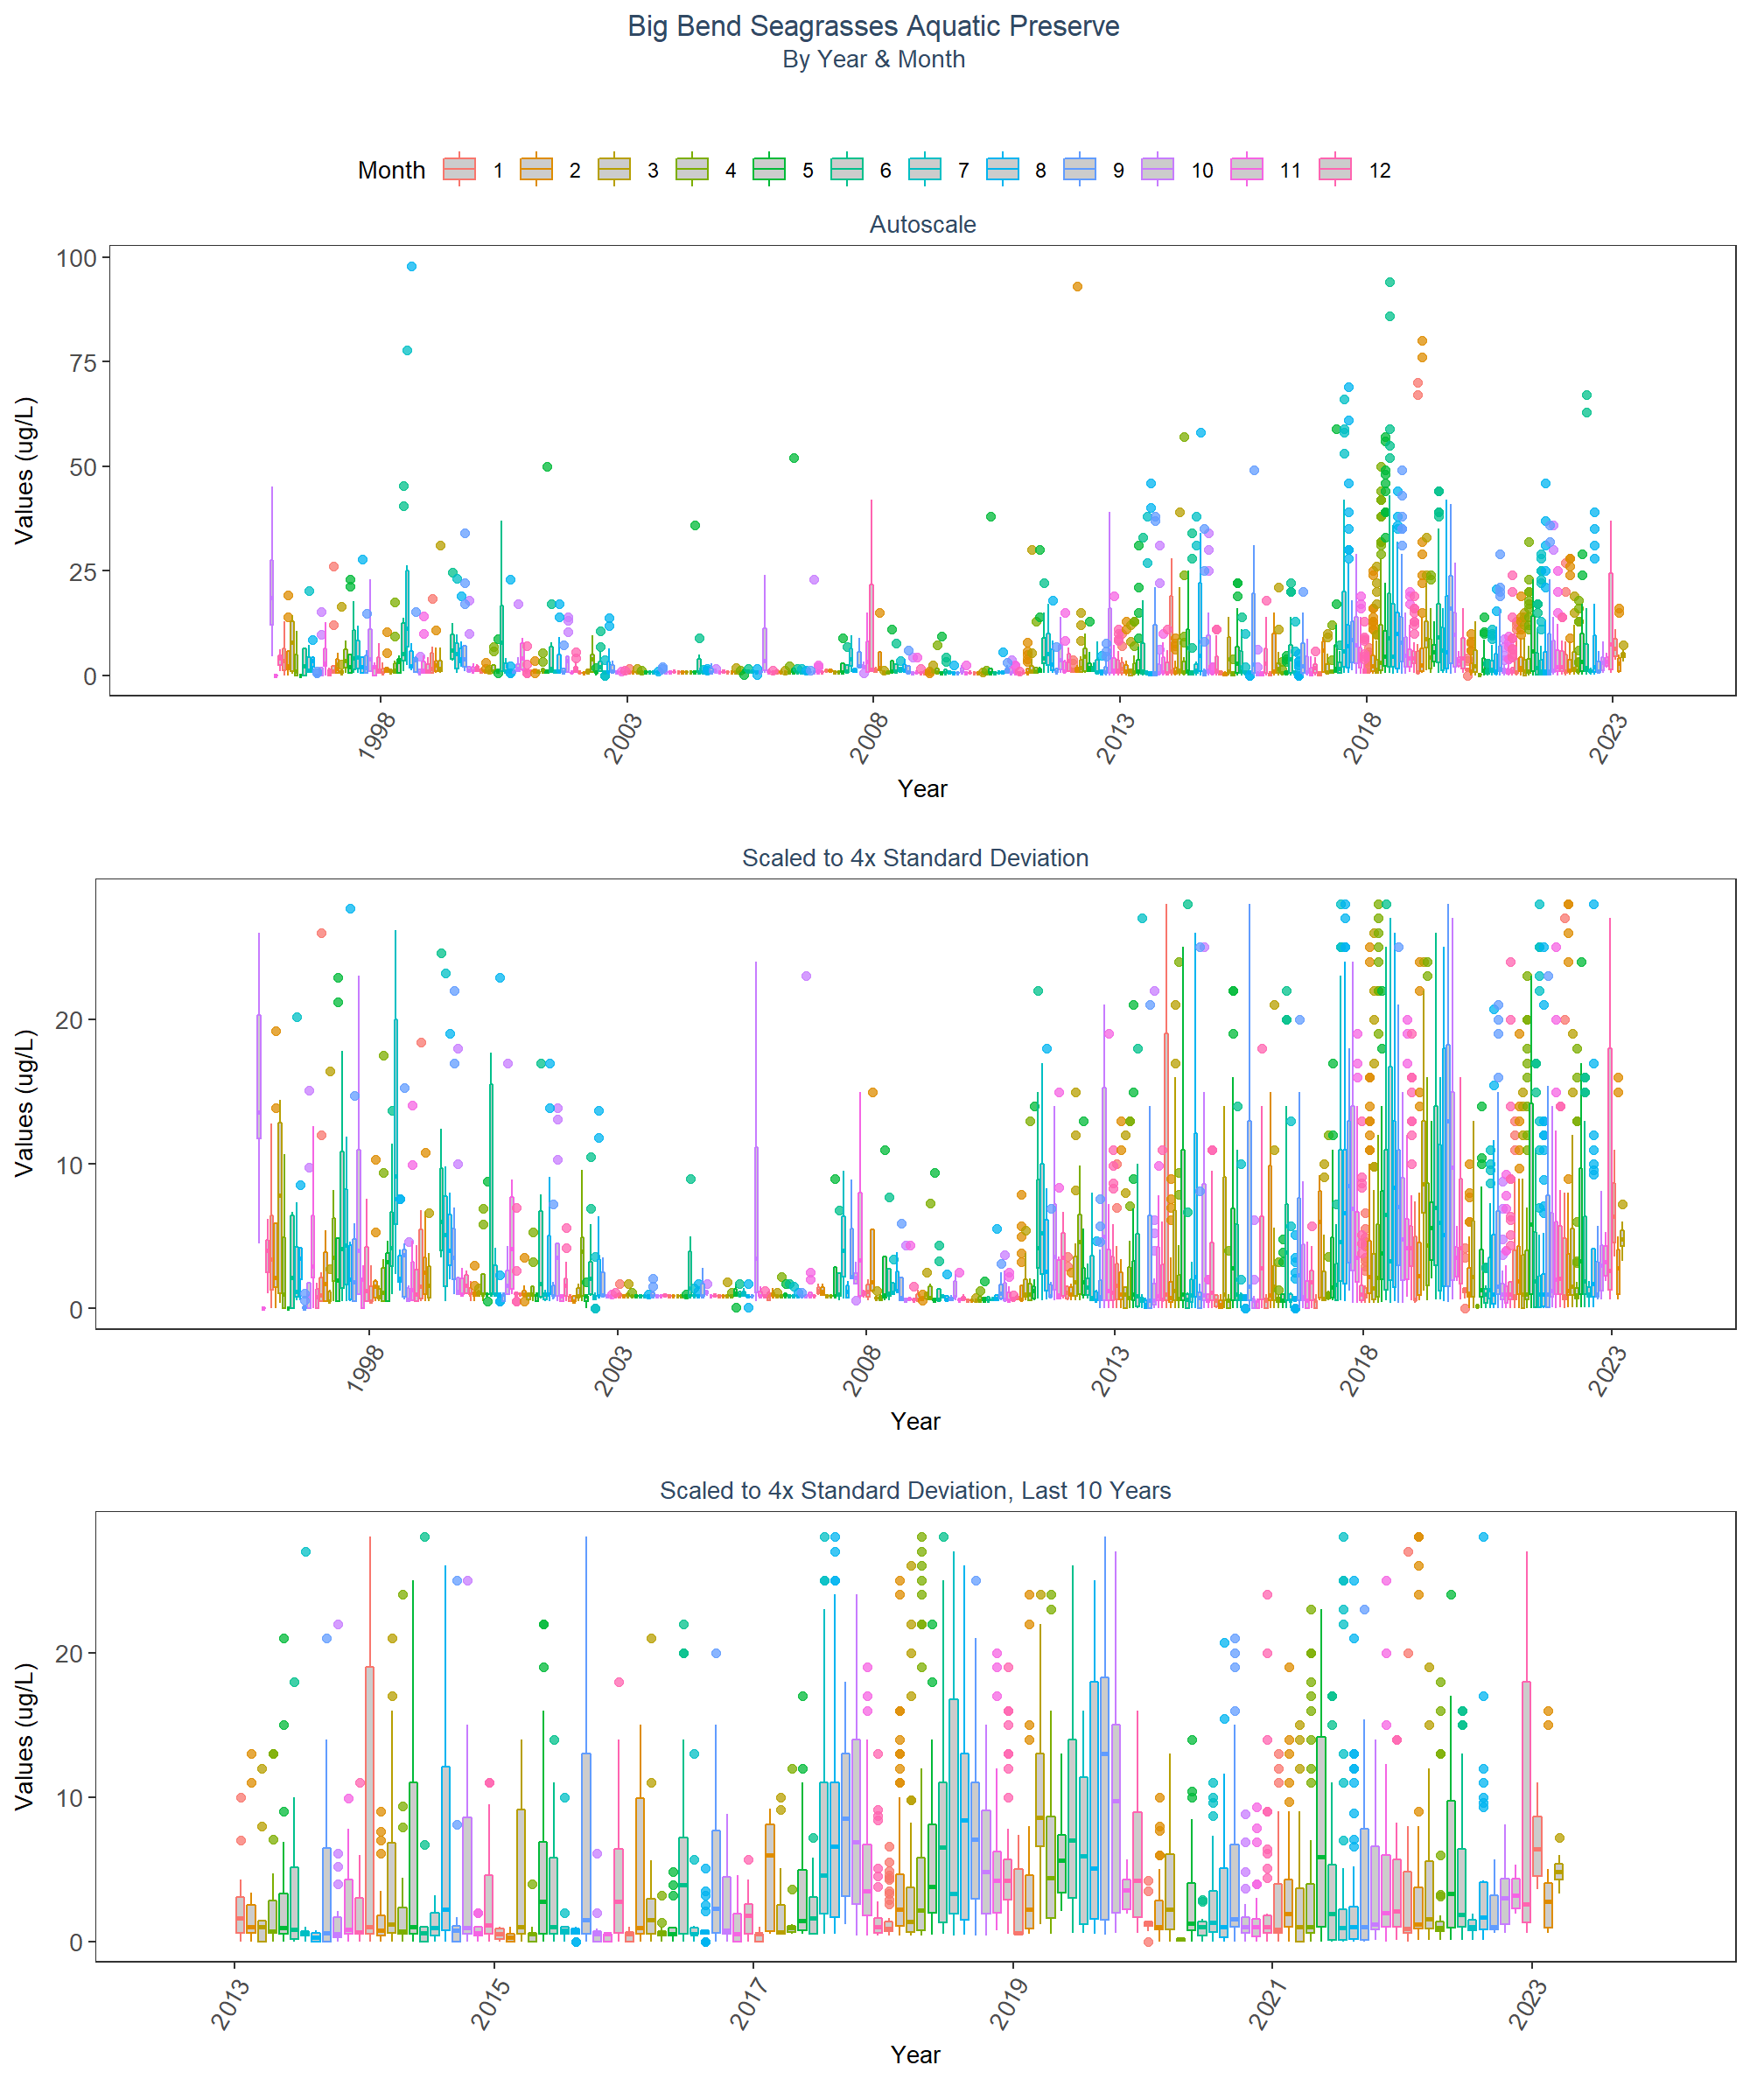 Big Bend Seagrasses Aquatic Preserve
By Year & Month
Month 1 2 3 4 5 6 7 8 9 10 11 12
Autoscale
Values (ug/L)
100
75
50
25
0
1998 2003 2008 2013 2018 2023
Year
Scaled to 4x Standard Deviation
Values (ug/L)
20
10
0
1998 2003 2008 2013 2018 2023
Year
Scaled to 4x Standard Deviation, Last 10 Years
Values (ug/L)
20
10
0
2013 2015 2017 2019 2021 2023
Year